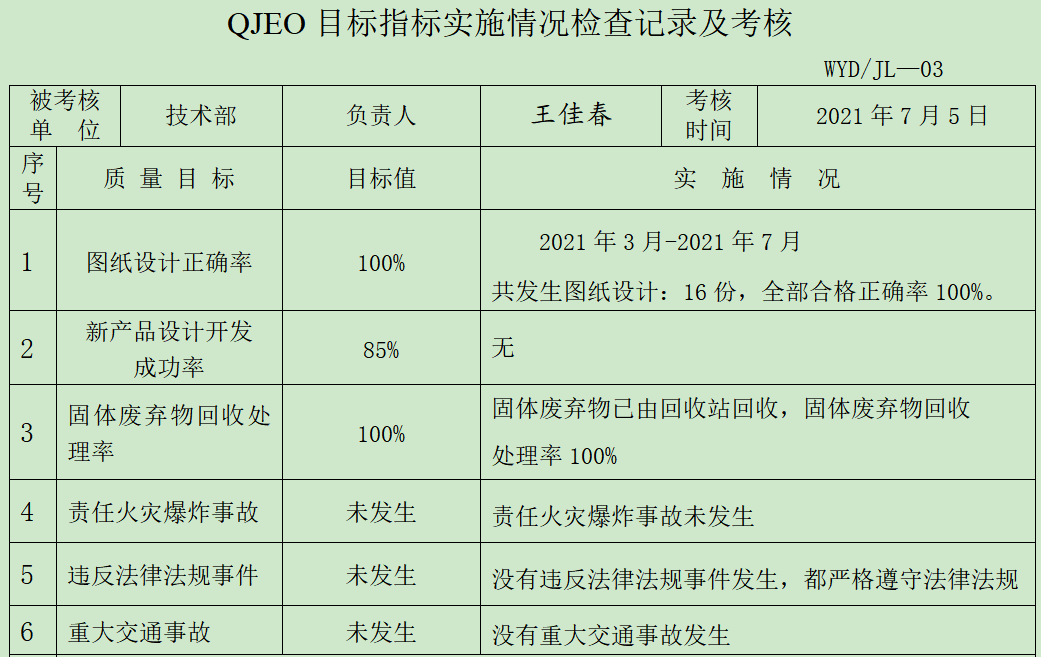 QJEO 目标指标实施情况检查记录及考核
WYD/JL—03
被考核
单 位
技术部
负责人
王佳春
考核
时间
2021 年 7 月 5 日
序
号
质 量 目 标
目标值
实 施 情 况
1
图纸设计正确率
100%
2021 年 3 月-2021 年 7 月
共发生图纸设计：16 份，全部合格正确率 100%。
2
新产品设计开发
成功率
85%
无
3
固体废弃物回收处
理率
100%
固体废弃物已由回收站回收，固体废弃物回收
处理率 100%
4
责任火灾爆炸事故
未发生
责任火灾爆炸事故未发生
5
违反法律法规事件
未发生
没有违反法律法规事件发生，都严格遵守法律法规
6
重大交通事故
未发生
没有重大交通事故发生